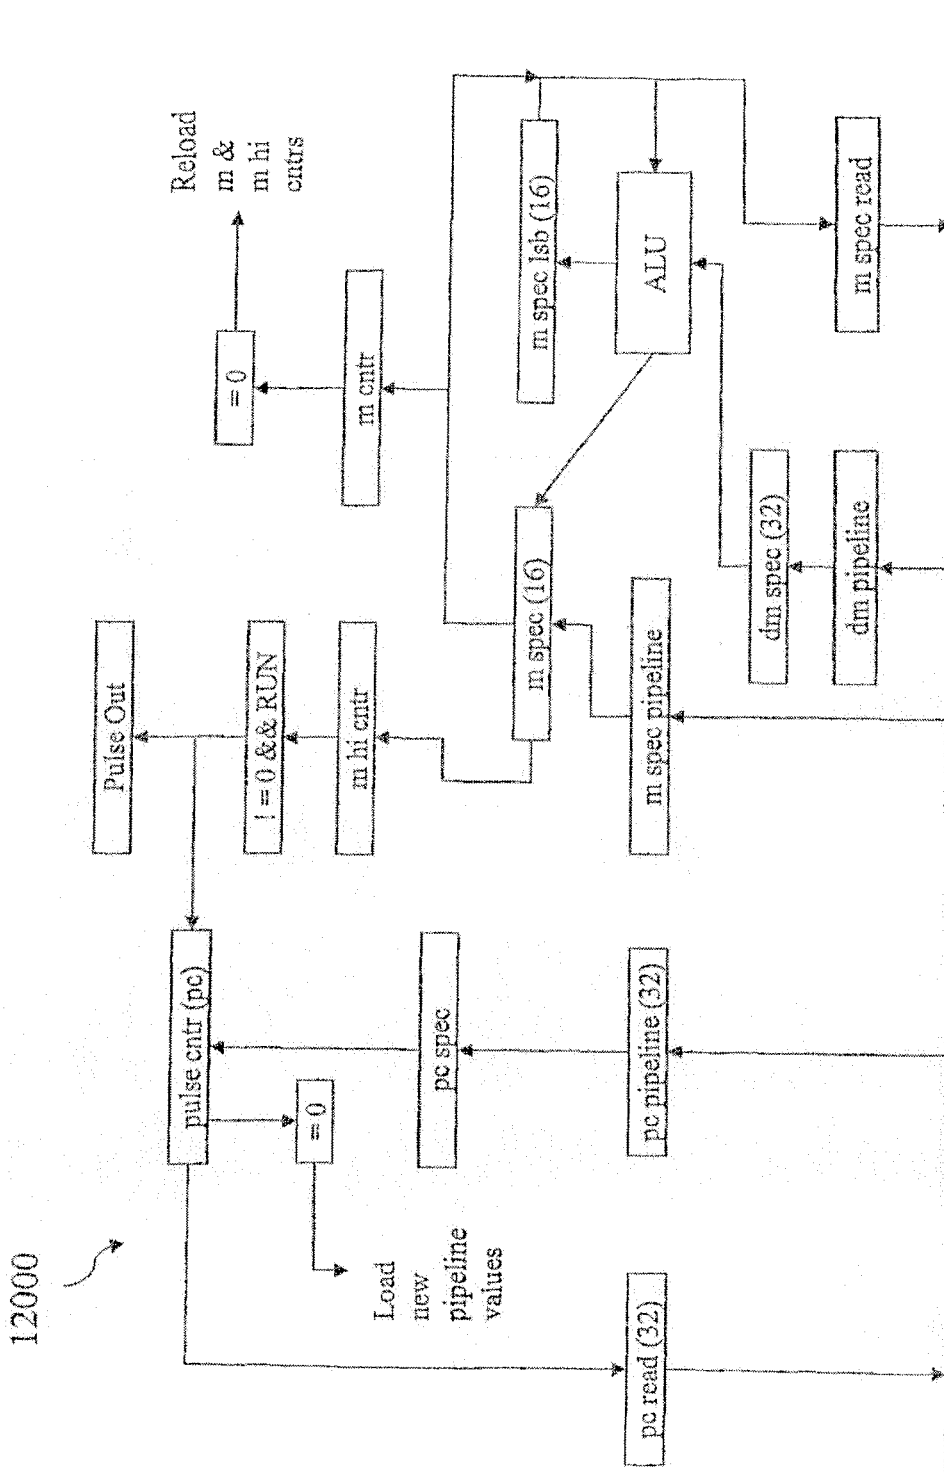 12000
pc read (32)
Load
new
pipeline
values
= 0
pulse cntr (pc)
pc spec
pc pipeline (32)
Pulse Out
! = 0 && RUN
m hi cntr
m spec pipeline
m spec (16)
dm spec (32)
dm pipeline
Reload
m &
m hi
cntrs
= 0
m cntr
m spec lsb (16)
ALU
m spec read